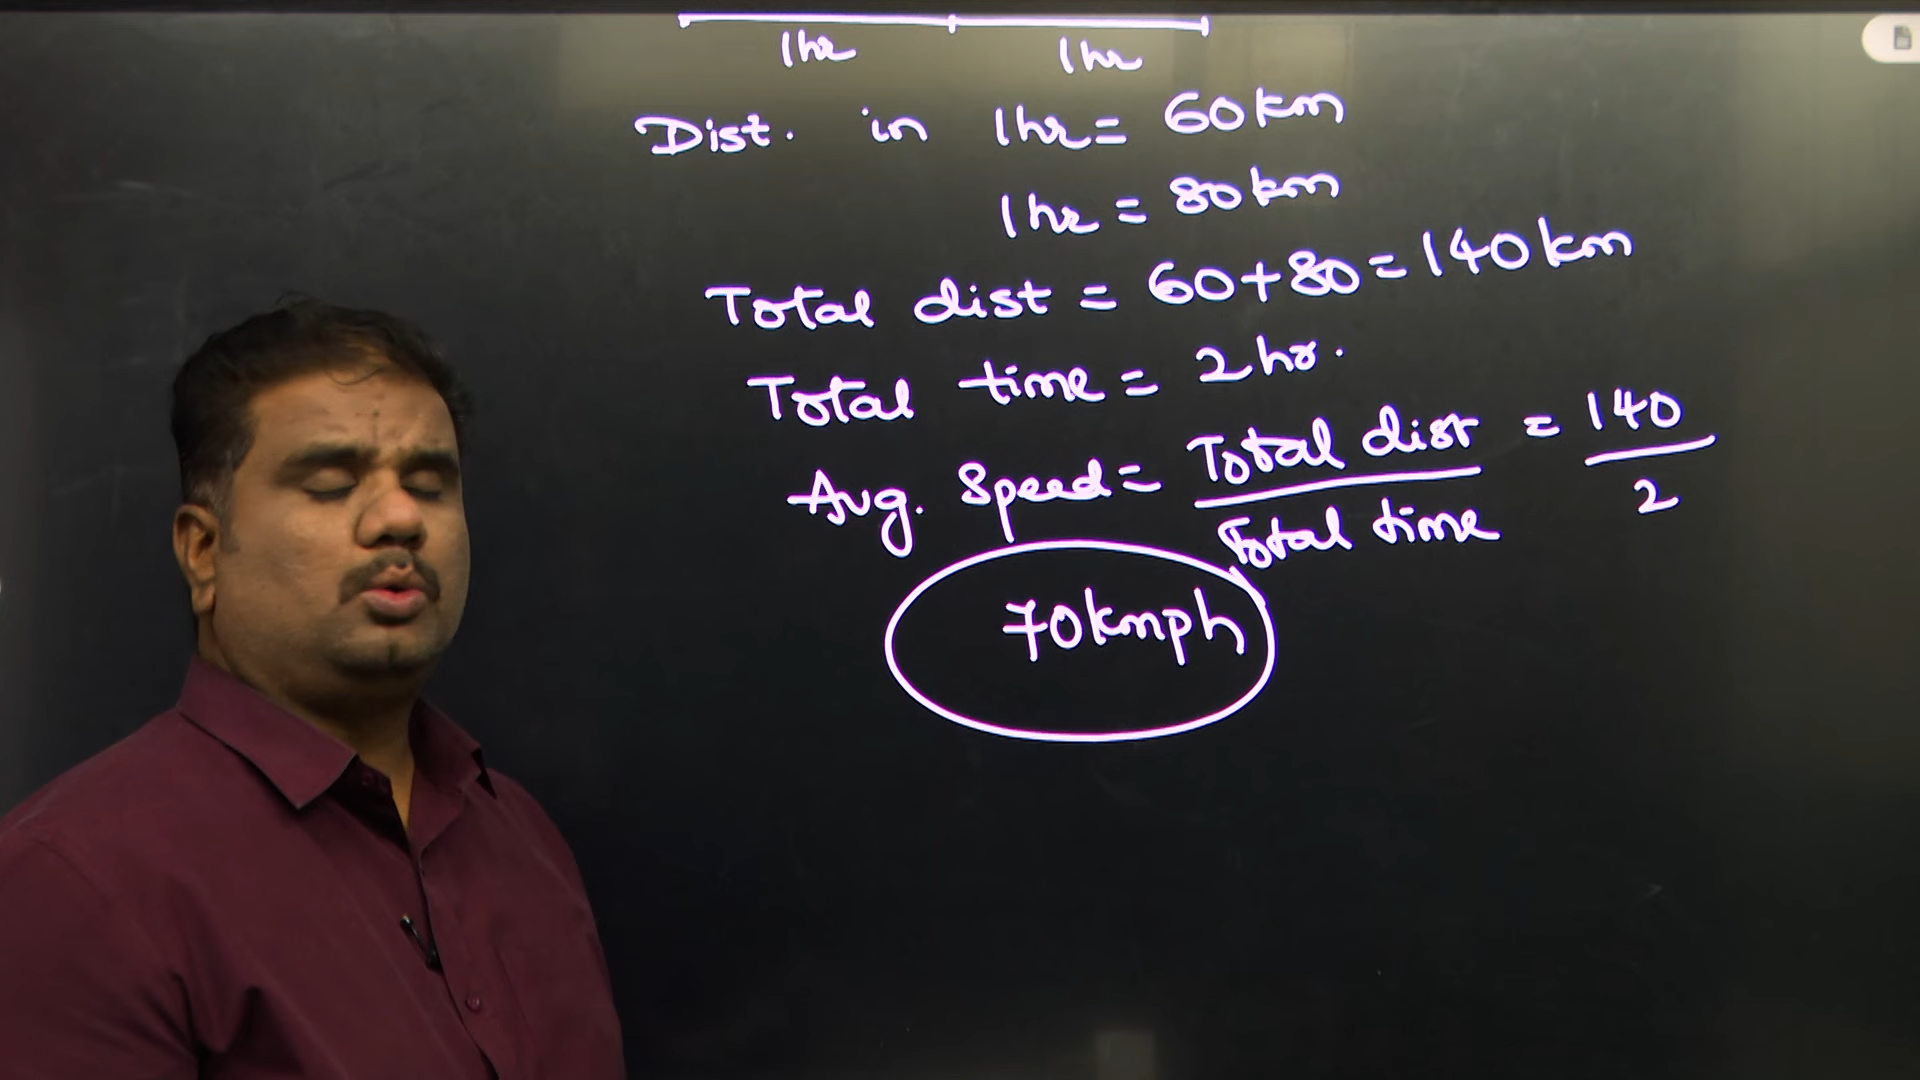 1hr 1hr
Dist. in 1hr = 60km
1hr = 80km
Total dist = 60+80 = 140km
Total time = 2hr.
Avg. Speed = Total dist / Total time = 140 / 2
70kmph